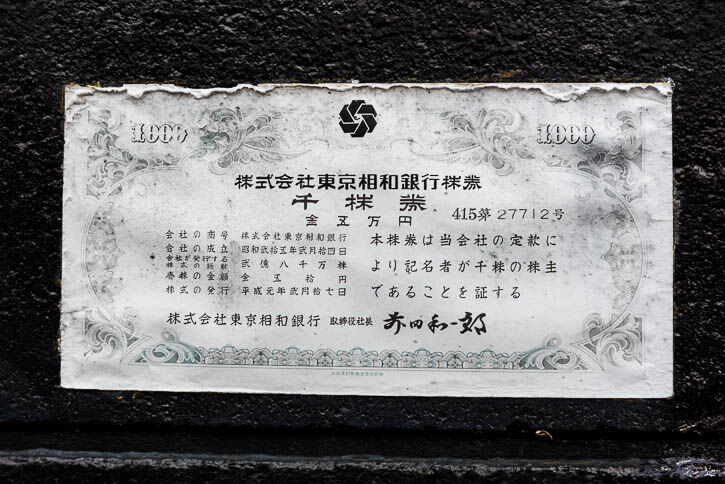 1000 1000
株式会社東京相和銀行株券
千株券
金五万円 415第27712号
会社の商号 株式会社東京相和銀行
会社の成立 昭和弐拾五年弐月拾四日
会社が発行する株式の総数 弐億八千万株
壱株の金額 金五拾円
株式の発行 平成元年弐月拾七日
本株券は当会社の定款に
より記名者が千株の株主
であることを証する
株式会社東京相和銀行 取締役社長